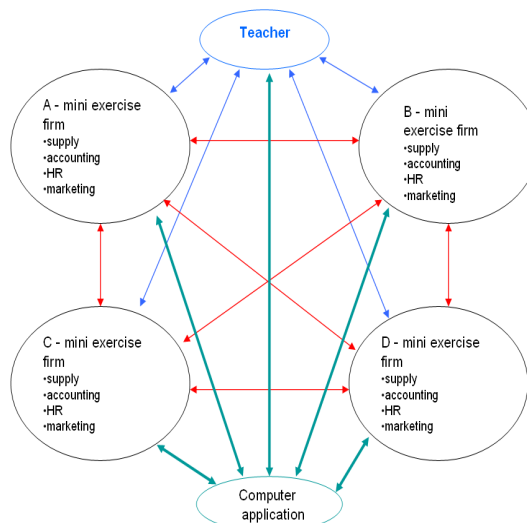 Teacher
A - mini exercise
firm
•supply
•accounting
•HR
•marketing
B - mini
exercise firm
•supply
•accounting
•HR
•marketing
C - mini exercise
firm
•supply
•accounting
•HR
•marketing
D - mini exercise
firm
•supply
•accounting
•HR
•marketing
Computer
application